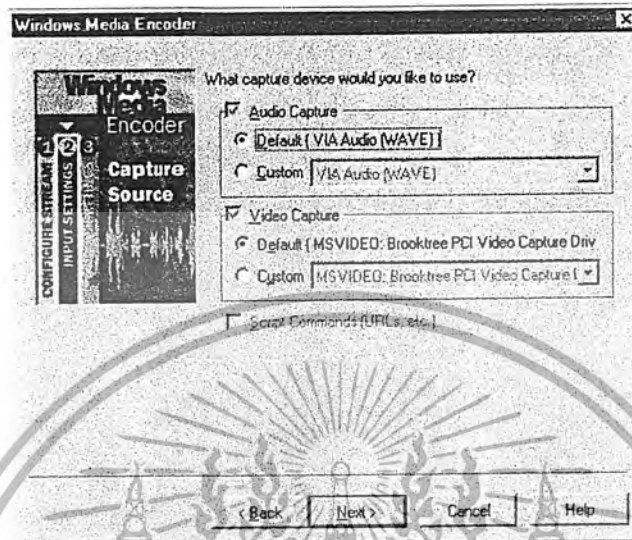 Windows Media Encoder
What capture device would you like to use?
Windows
Media
Encoder
1 2 3
CONFIGURE STREAM
INPUT SETTINGS
Capture
Source
Audio Capture
Default ( VIA Audio (WAVE) )
Custom VIA Audio (WAVE)
Video Capture
Default ( MSVIDEO: Brooktree PCI Video Capture Driv
Custom MSVIDEO: Brooktree PCI Video Capture
Script Commands (URLs, etc.)
< Back Next > Cancel Help